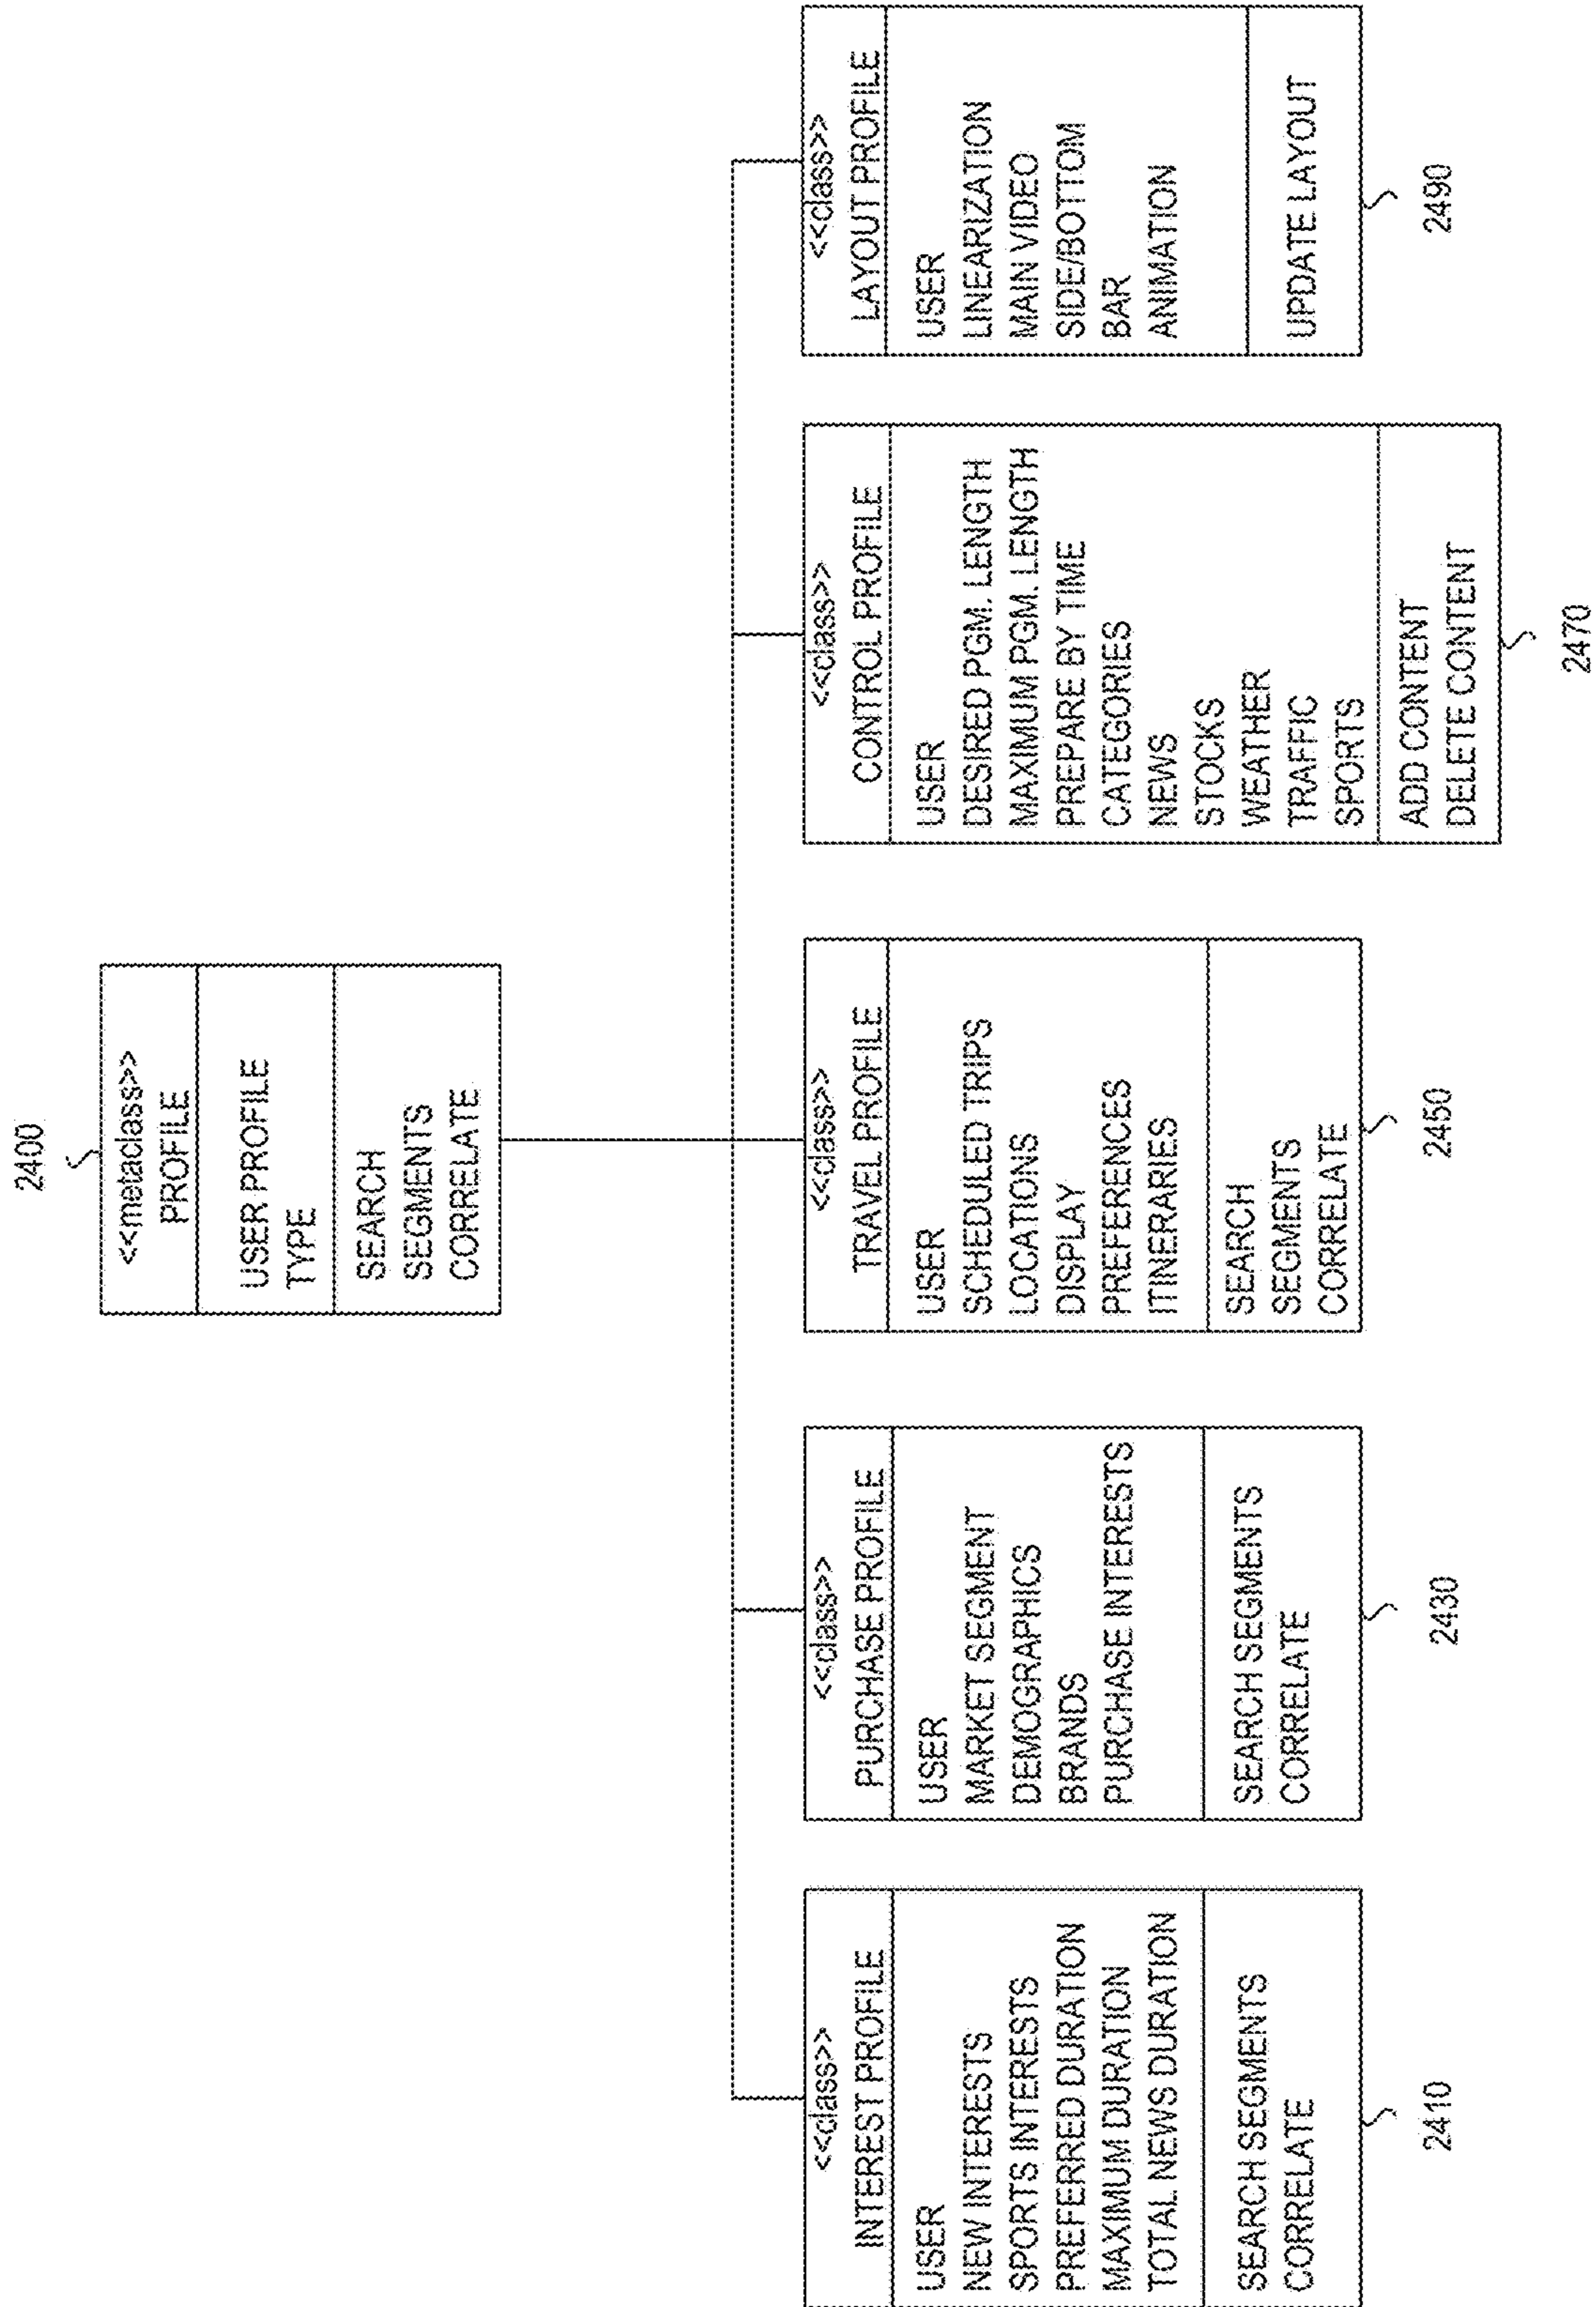 2400
<<metaclass>>
PROFILE
USER PROFILE
TYPE
SEARCH
SEGMENTS
CORRELATE
<<class>>
INTEREST PROFILE
USER
NEW INTERESTS
SPORTS INTERESTS
PREFERRED DURATION
MAXIMUM DURATION
TOTAL NEWS DURATION
SEARCH SEGMENTS
CORRELATE
2410
<<class>>
PURCHASE PROFILE
USER
MARKET SEGMENT
DEMOGRAPHICS
BRANDS
PURCHASE INTERESTS
SEARCH SEGMENTS
CORRELATE
2430
<<class>>
TRAVEL PROFILE
USER
SCHEDULED TRIPS
LOCATIONS
DISPLAY
PREFERENCES
ITINERARIES
SEARCH
SEGMENTS
CORRELATE
2450
<<class>>
CONTROL PROFILE
USER
DESIRED PGM. LENGTH
MAXIMUM PGM. LENGTH
PREPARE BY TIME
CATEGORIES
NEWS
STOCKS
WEATHER
TRAFFIC
SPORTS
ADD CONTENT
DELETE CONTENT
2470
<<class>>
LAYOUT PROFILE
USER
LINEARIZATION
MAIN VIDEO
SIDE/BOTTOM
BAR
ANIMATION
UPDATE LAYOUT
2490